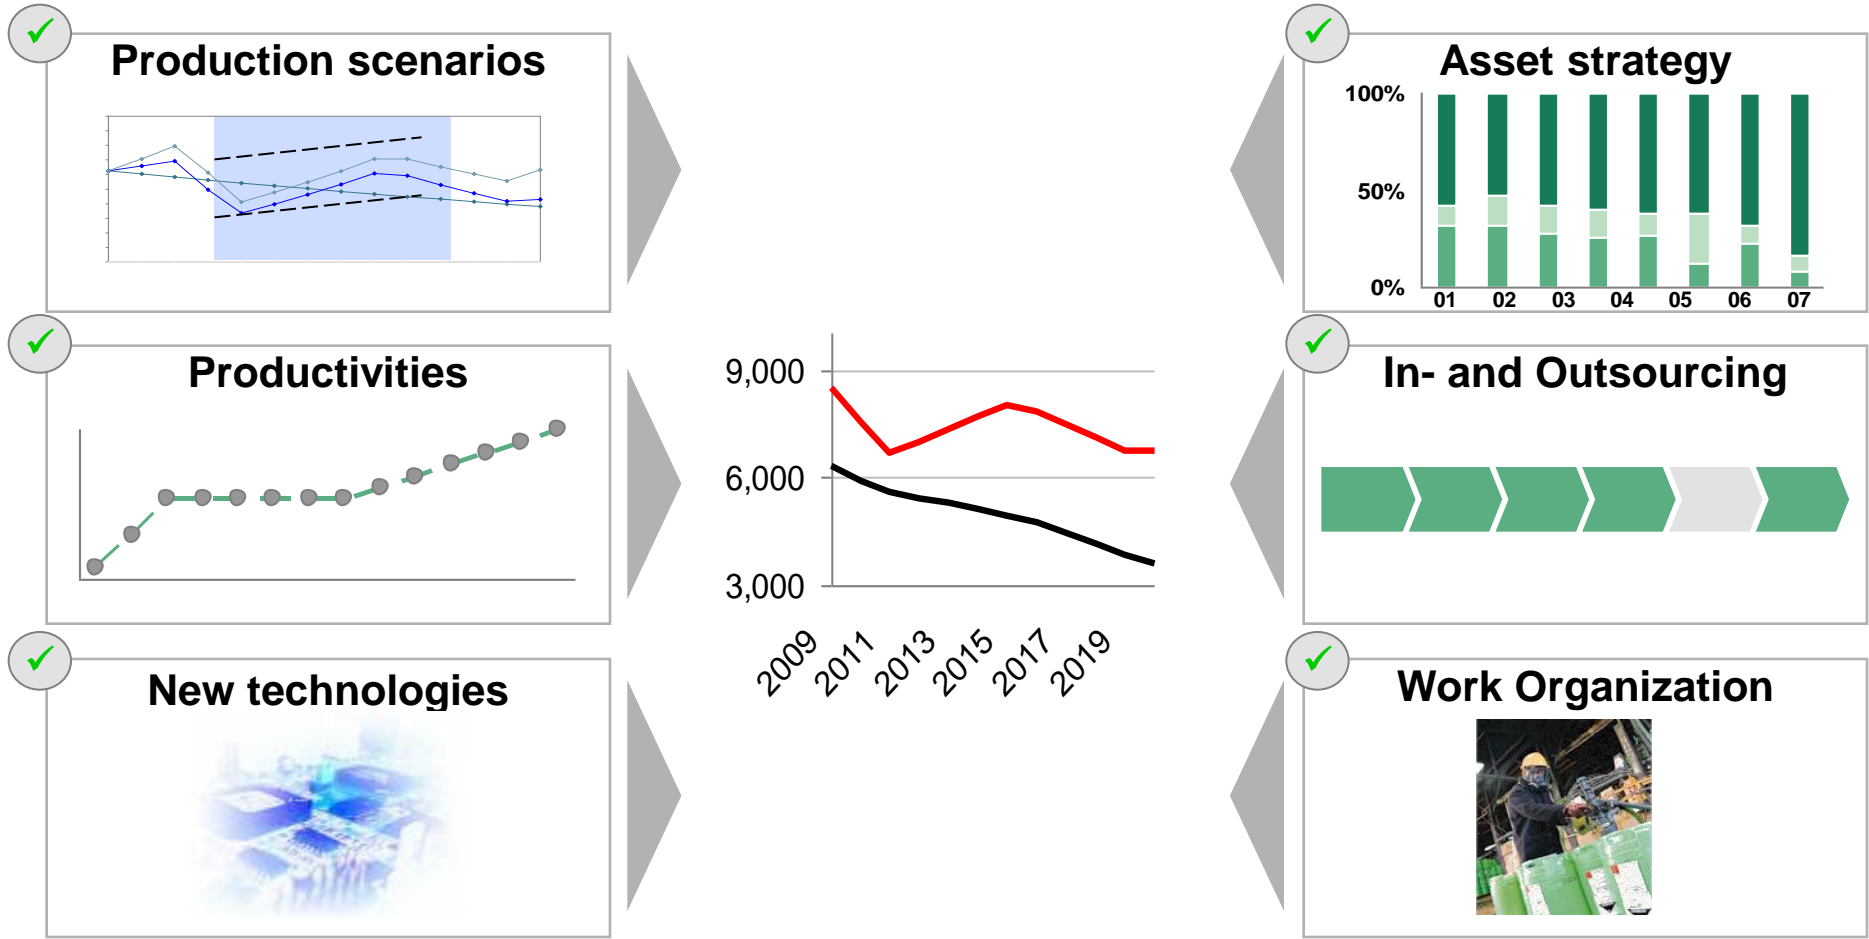 Production scenarios
Asset strategy
100%
50%
0%
01 02 03 04 05 06 07
Productivities
9,000
6,000
3,000
2009 2011 2013 2015 2017 2019
In- and Outsourcing
New technologies
Work Organization